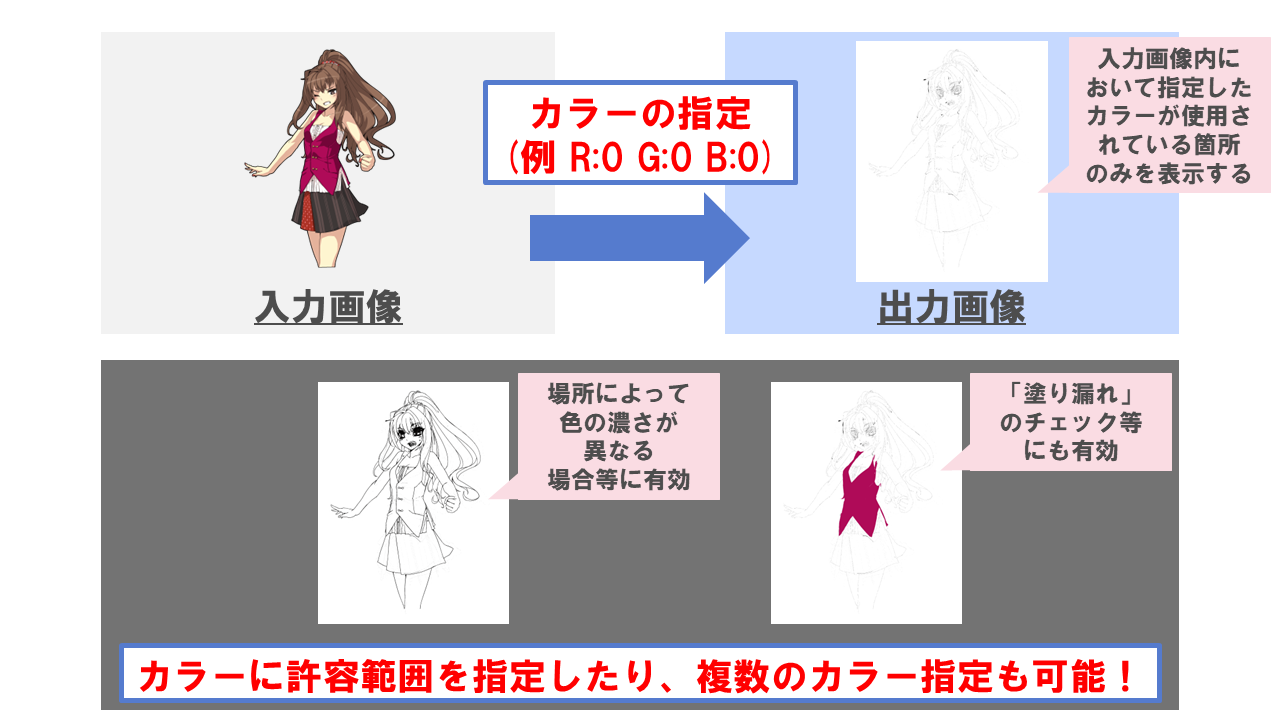 カラーの指定
(例 R:0 G:0 B:0)
入力画像内に
おいて指定した
カラーが使用さ
れている箇所
のみを表示する
入力画像
出力画像
場所によって
色の濃さが
異なる
場合等に有効
「塗り漏れ」
のチェック等
にも有効
カラーに許容範囲を指定したり、複数のカラー指定も可能！